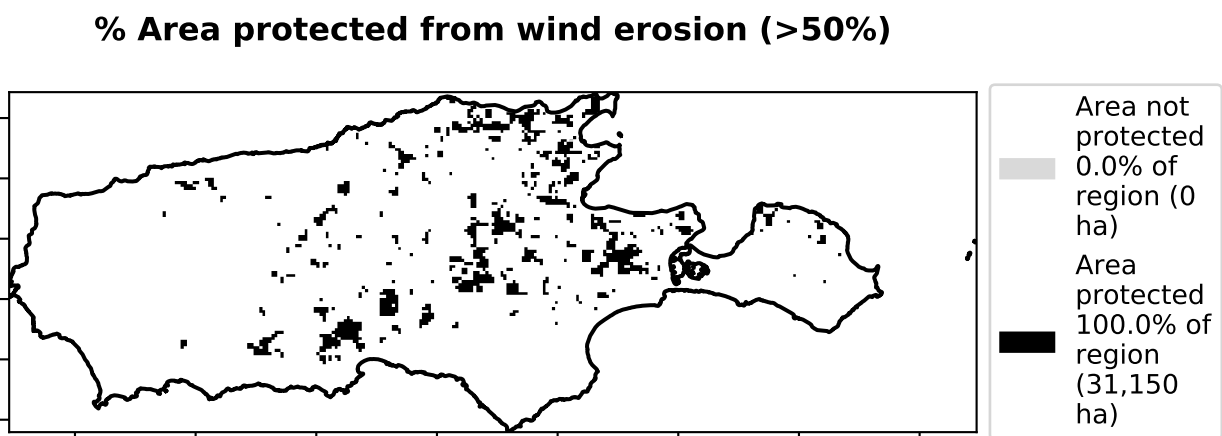 % Area protected from wind erosion (>50%)
Area not
protected
0.0% of
region (0
ha)
Area
protected
100.0% of
region
(31,150
ha)